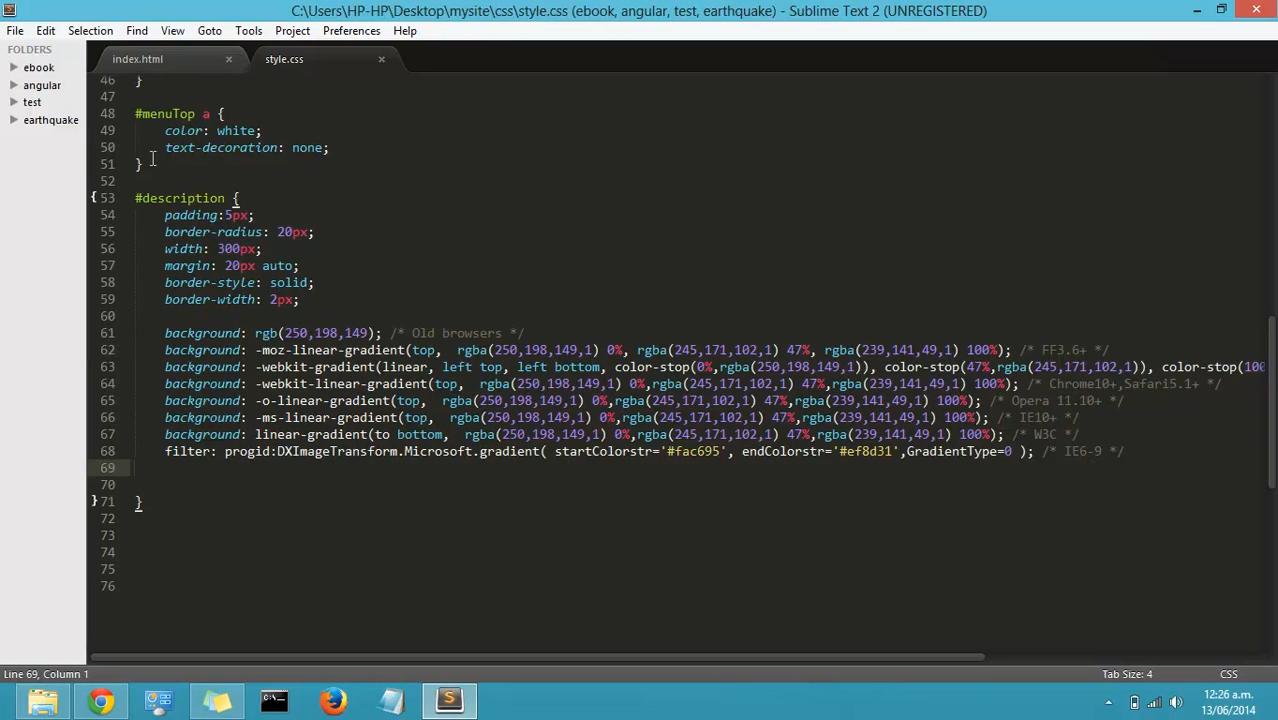 C:\Users\HP-HP\Desktop\mysite\css\style.css (ebook, angular, test, earthquake) - Sublime Text 2 (UNREGISTERED)
File Edit Selection Find View Goto Tools Project Preferences Help
FOLDERS
ebook
angular
test
earthquake
index.html
style.css
46 }
47
48 #menuTop a {
49 color: white;
50 text-decoration: none;
51 }
52
53 #description {
54 padding:5px;
55 border-radius: 20px;
56 width: 300px;
57 margin: 20px auto;
58 border-style: solid;
59 border-width: 2px;
60
61 background: rgb(250,198,149); /* Old browsers */
62 background: -moz-linear-gradient(top,  rgba(250,198,149,1) 0%, rgba(245,171,102,1) 47%, rgba(239,141,49,1) 100%); /* FF3.6+ */
63 background: -webkit-gradient(linear, left top, left bottom, color-stop(0%,rgba(250,198,149,1)), color-stop(47%,rgba(245,171,102,1)), color-stop(100
64 background: -webkit-linear-gradient(top,  rgba(250,198,149,1) 0%,rgba(245,171,102,1) 47%,rgba(239,141,49,1) 100%); /* Chrome10+,Safari5.1+ */
65 background: -o-linear-gradient(top,  rgba(250,198,149,1) 0%,rgba(245,171,102,1) 47%,rgba(239,141,49,1) 100%); /* Opera 11.10+ */
66 background: -ms-linear-gradient(top,  rgba(250,198,149,1) 0%,rgba(245,171,102,1) 47%,rgba(239,141,49,1) 100%); /* IE10+ */
67 background: linear-gradient(to bottom,  rgba(250,198,149,1) 0%,rgba(245,171,102,1) 47%,rgba(239,141,49,1) 100%); /* W3C */
68 filter: progid:DXImageTransform.Microsoft.gradient( startColorstr='#fac695', endColorstr='#ef8d31',GradientType=0 ); /* IE6-9 */
69
70
71 }
72
73
74
75
76
Line 69, Column 1
Tab Size: 4
CSS
12:26 a.m.
13/06/2014